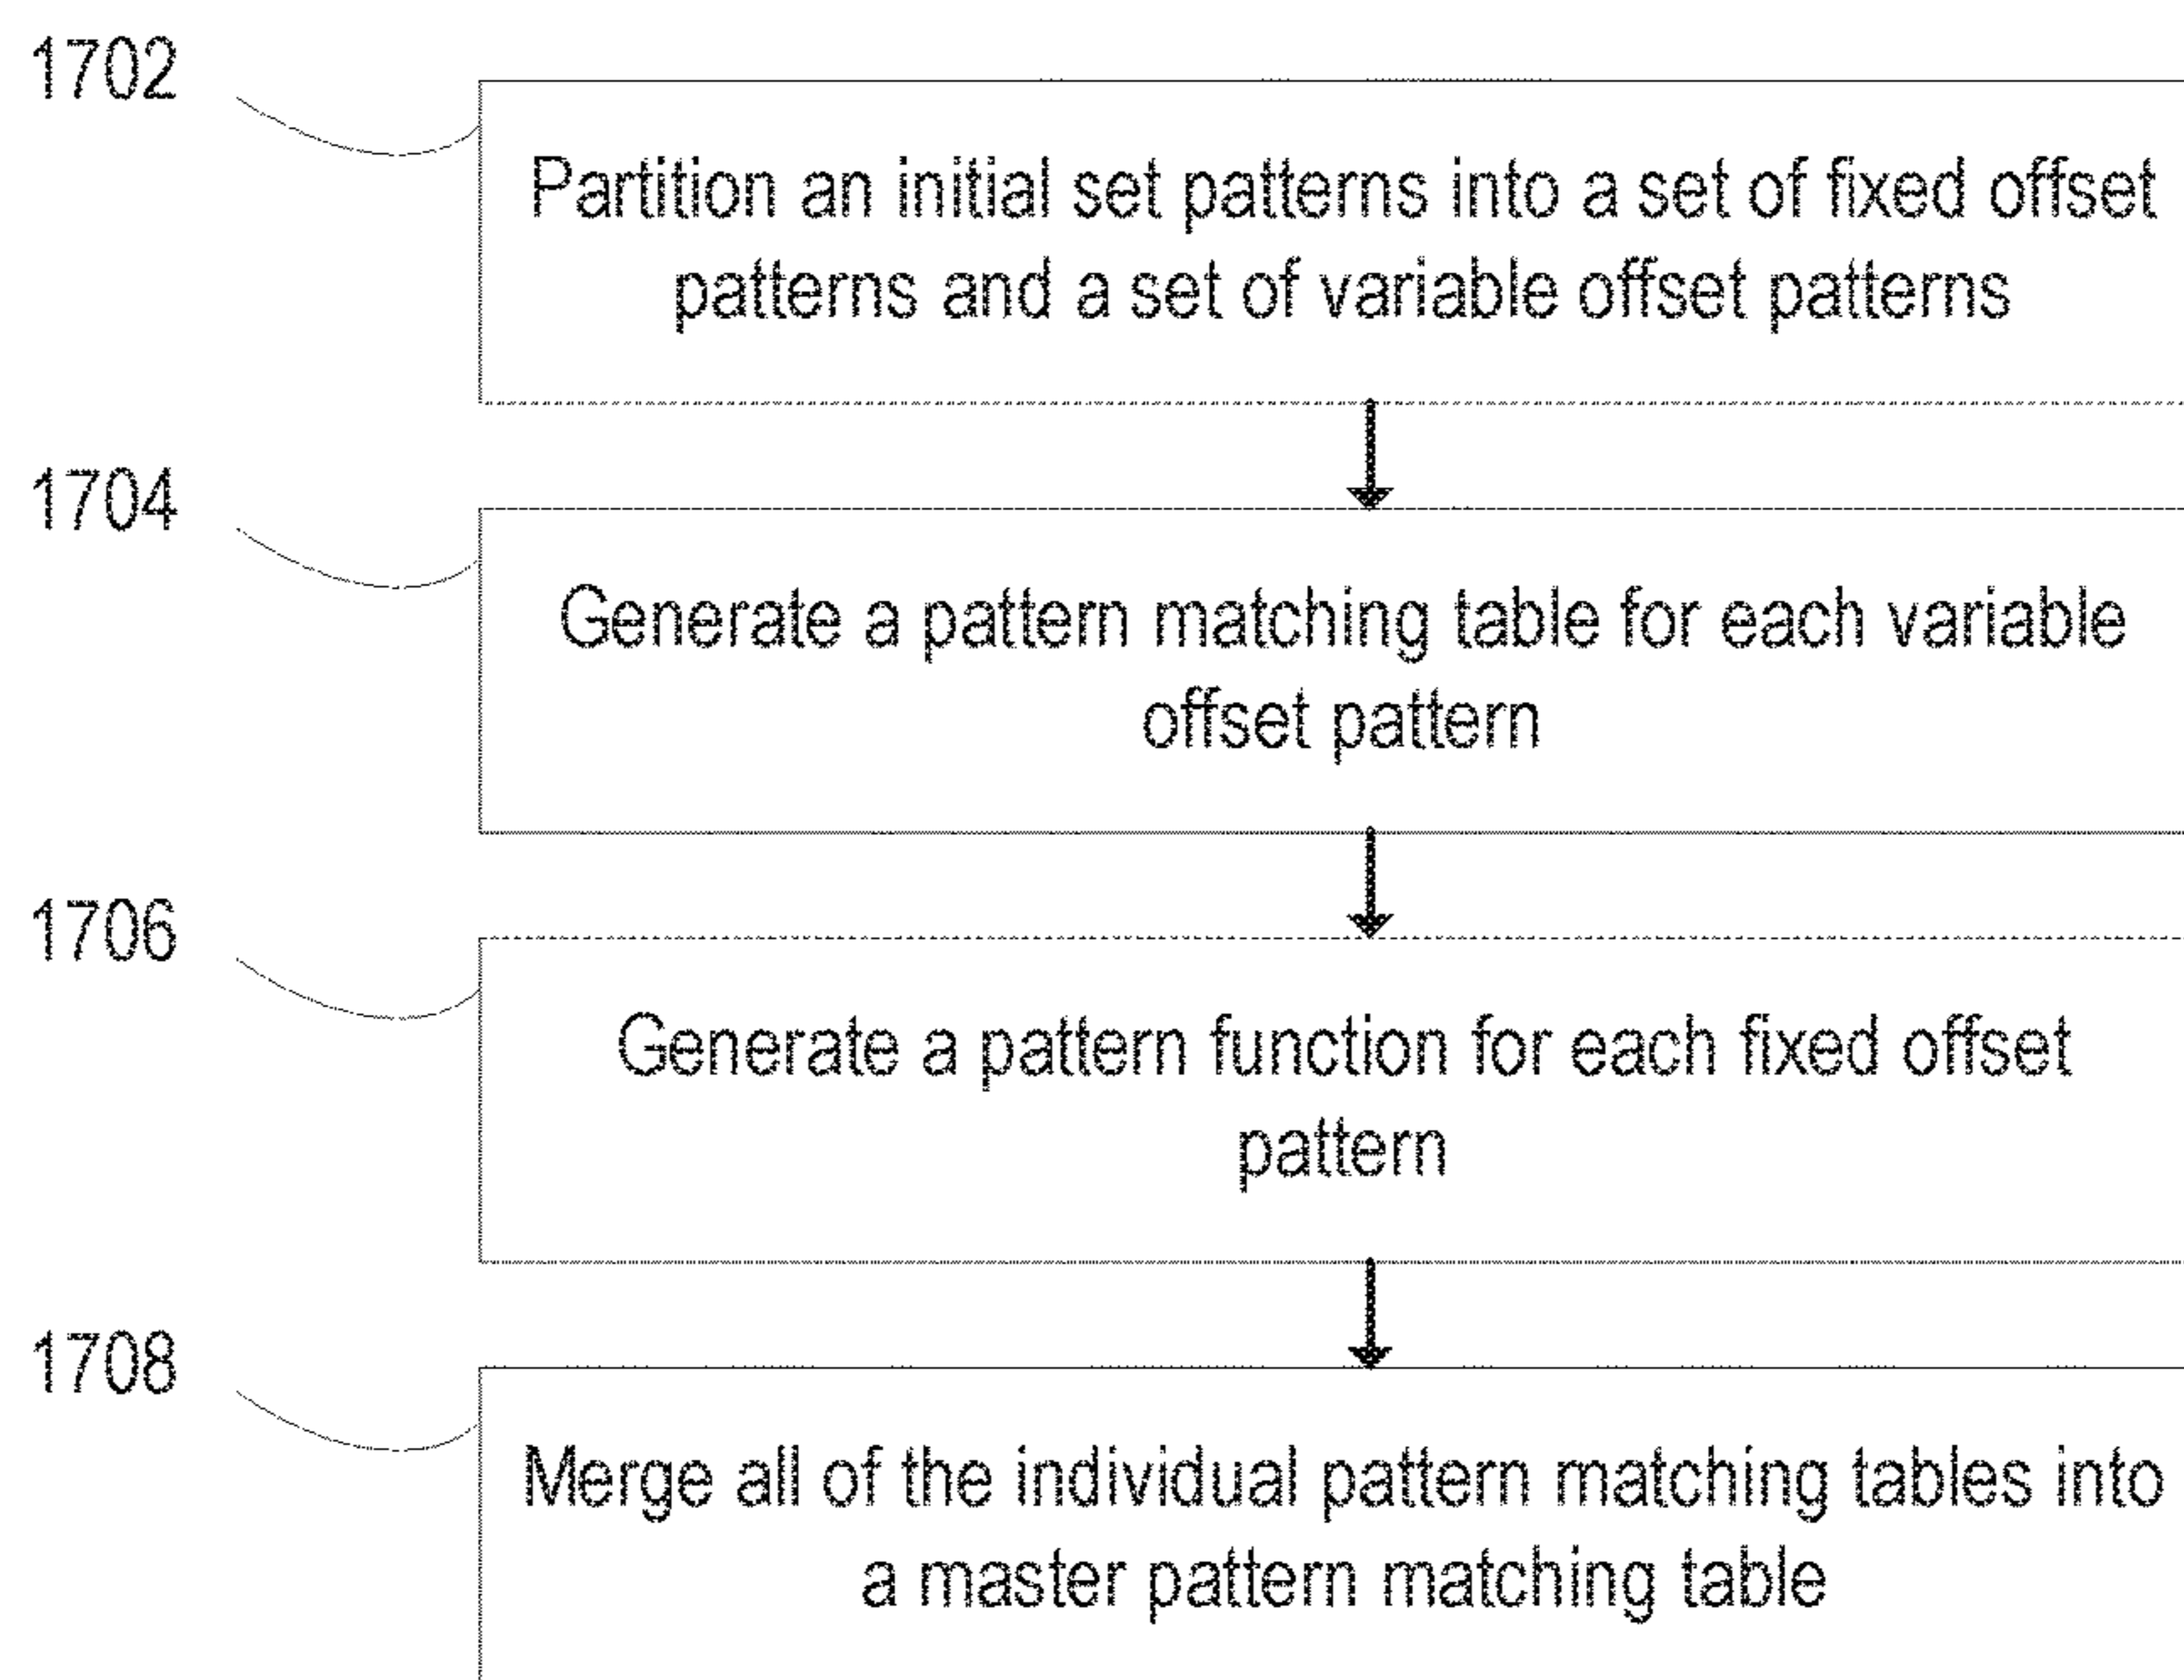 1702
Partition an initial set patterns into a set of fixed offset
patterns and a set of variable offset patterns
1704
Generate a pattern matching table for each variable
offset pattern
1706
Generate a pattern function for each fixed offset
pattern
1708
Merge all of the individual pattern matching tables into
a master pattern matching table